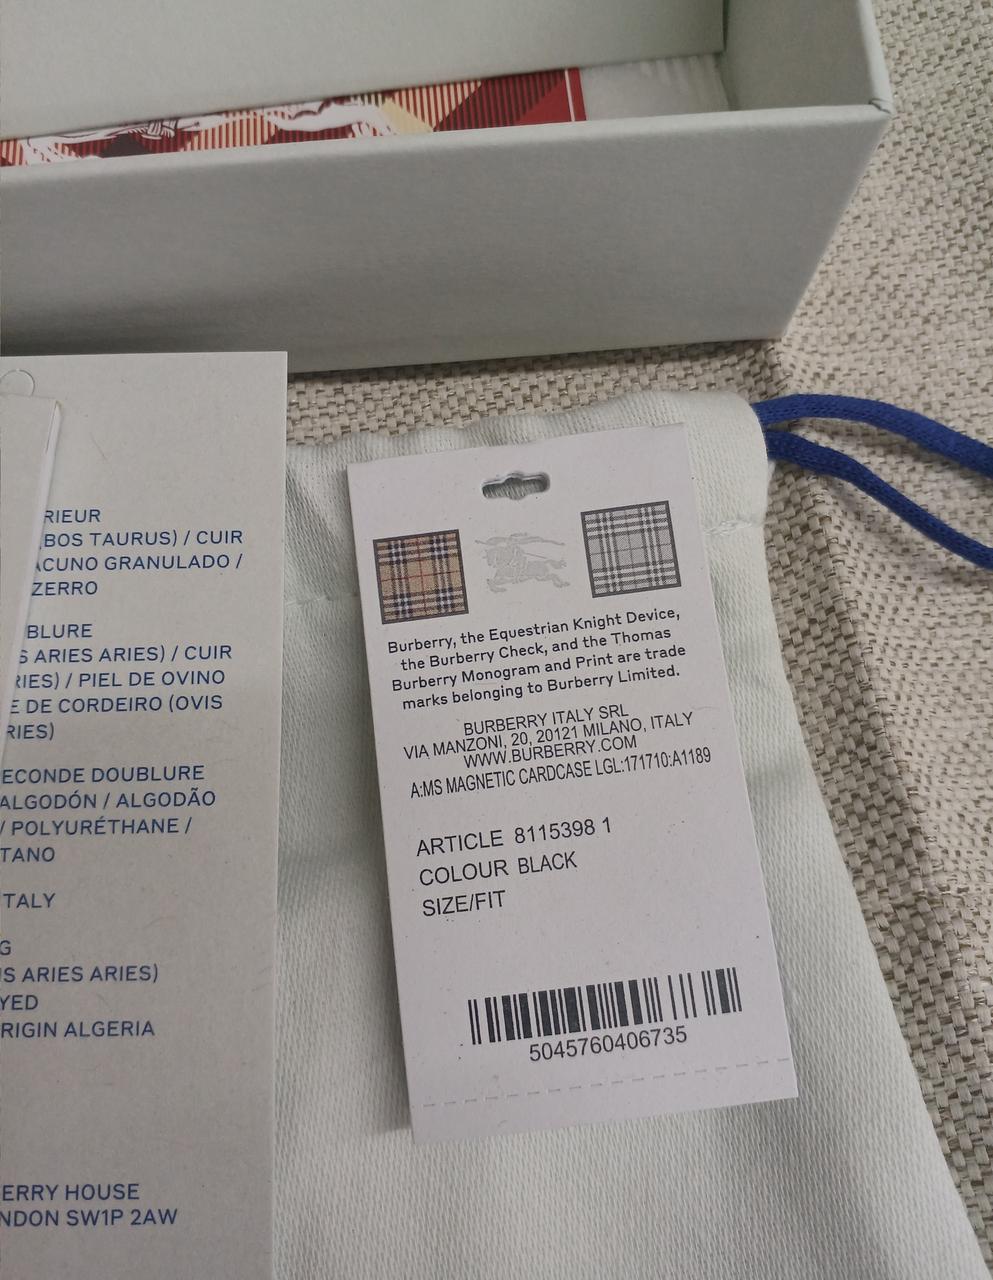 RIEUR
(BOS TAURUS) / CUIR
ACUNO GRANULADO /
ZERRO
BLURE
S ARIES ARIES) / CUIR
RIES) / PIEL DE OVINO
E DE CORDEIRO (OVIS
RIES)
ECONDE DOUBLURE
ALGODÓN / ALGODÃO
/ POLYURÉTHANE /
TANO
TALY
G
IS ARIES ARIES)
YED
RIGIN ALGERIA
ERRY HOUSE
NDON SW1P 2AW
Burberry, the Equestrian Knight Device,
the Burberry Check, and the Thomas
Burberry Monogram and Print are trade
marks belonging to Burberry Limited.
BURBERRY ITALY SRL
VIA MANZONI, 20, 20121 MILANO, ITALY
WWW.BURBERRY.COM
A:MS MAGNETIC CARDCASE LGL:171710:A1189
ARTICLE 8115398 1
COLOUR BLACK
SIZE/FIT
5045760406735